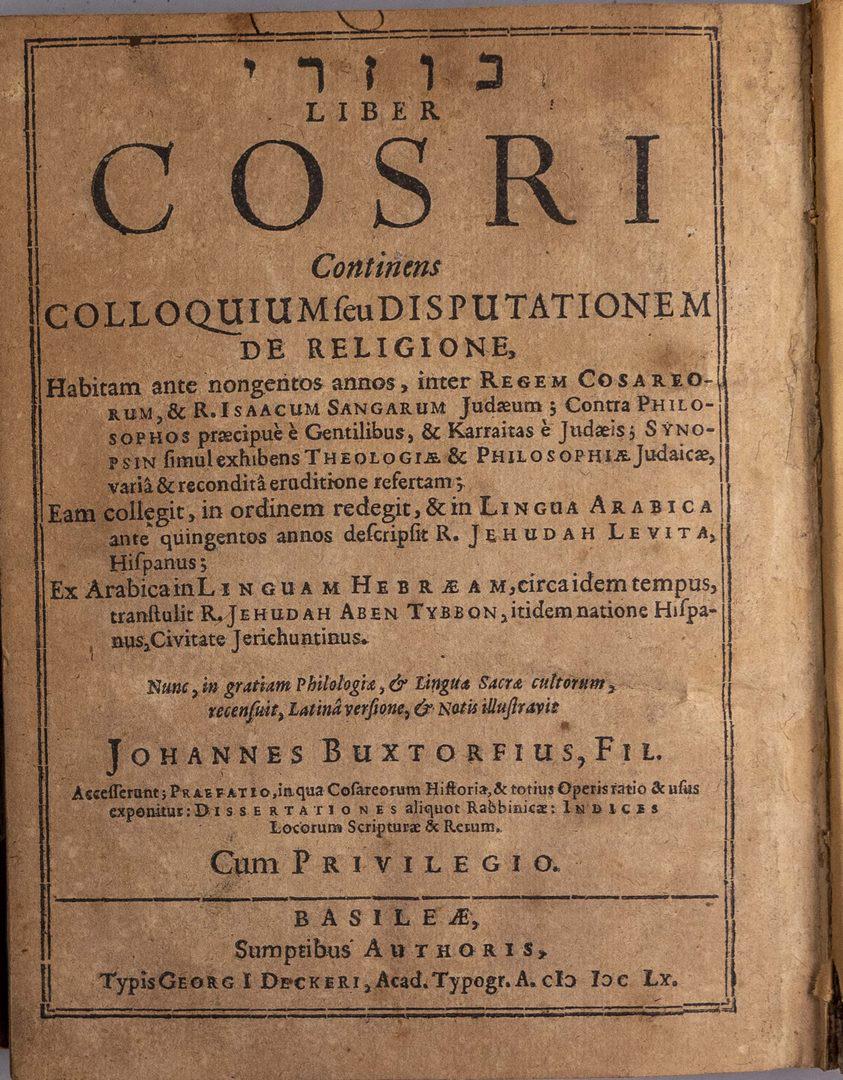 כוזרי
LIBER
COSRI
Continens
COLLOQUIUM ſeu DISPUTATIONEM
DE RELIGIONE,
Habitam ante nongentos annos, inter REGEM COSAREO-
RUM, & R. ISAACUM SANGARUM Judæum; Contra PHILO-
SOPHOS præcipuè è Gentilibus, & Karraitas è Judæis; SYNO-
PSIN ſimul exhibens THEOLOGIÆ & PHILOSOPHIÆ Judaicæ,
variâ & reconditâ eruditione refertam;
Eam collegit, in ordinem redegit, & in LINGUA ARABICA
ante quingentos annos deſcripſit R. JEHUDAH LEVITA,
Hiſpanus;
Ex Arabica in LINGUAM HEBRÆAM, circa idem tempus,
tranſtulit R. JEHUDAH ABEN TYBBON, itidem natione Hiſpa-
nus, Civitate Jerichuntinus.
Nunc, in gratiam Philologiæ, & Linguæ Sacræ cultorum,
recenſuit, Latinâ verſione, & Notis illuſtravit
JOHANNES BUXTORFIUS, FIL.
Acceſſerunt; PRAEFATIO, in qua Coſareorum Hiſtoria, & totius Operis ratio & uſus
exponitur: DISSERTATIONES aliquot Rabbinicæ: INDICES
Locorum Scripturæ & Rerum.
Cum PRIVILEGIO.
BASILEÆ,
Sumptibus AUTHORIS,
Typis GEORGI DECKERI, Acad. Typogr. A. cIɔ Iɔc Lx.